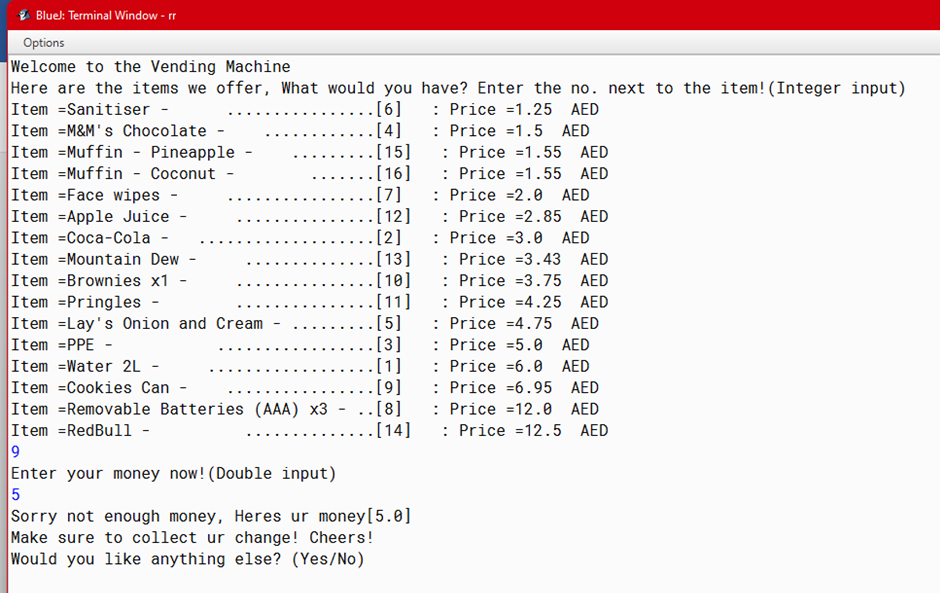 BlueJ: Terminal Window - rr
Options
Welcome to the Vending Machine
Here are the items we offer, What would you have? Enter the no. next to the item!(Integer input)
Item =Sanitiser -      ................[6]   : Price =1.25  AED
Item =M&M's Chocolate -    ............[4]   : Price =1.5  AED
Item =Muffin - Pineapple -    .........[15]   : Price =1.55  AED
Item =Muffin - Coconut -        .......[16]   : Price =1.55  AED
Item =Face wipes -     ................[7]   : Price =2.0  AED
Item =Apple Juice -     ...............[12]   : Price =2.85  AED
Item =Coca-Cola -   ...................[2]   : Price =3.0  AED
Item =Mountain Dew -     ..............[13]   : Price =3.43  AED
Item =Brownies x1 -     ...............[10]   : Price =3.75  AED
Item =Pringles -        ...............[11]   : Price =4.25  AED
Item =Lay's Onion and Cream - .........[5]   : Price =4.75  AED
Item =PPE -           .................[3]   : Price =5.0  AED
Item =Water 2L -     ..................[1]   : Price =6.0  AED
Item =Cookies Can -    ................[9]   : Price =6.95  AED
Item =Removable Batteries (AAA) x3 - ..[8]   : Price =12.0  AED
Item =RedBull -          ..............[14]   : Price =12.5  AED
9
Enter your money now!(Double input)
5
Sorry not enough money, Heres ur money[5.0]
Make sure to collect ur change! Cheers!
Would you like anything else? (Yes/No)